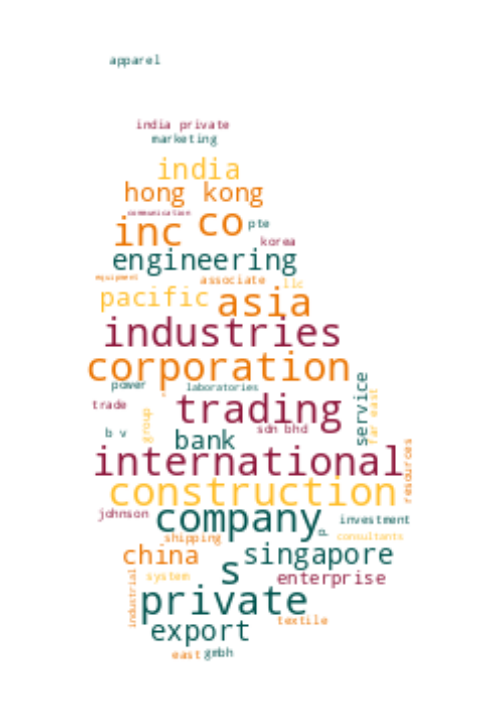 apparel
india private
marketing
india
hong kong
communication
inc co pte
korea
engineering
equipment associate llc
pacific asia
industries
corporation
power laboratories
service
far east
trade trading
group
b v bank sdn bhd
international
resources
construction
johnson company p investment
shipping consultants
china s singapore
industrial system enterprise
private
export textile
east gmbh